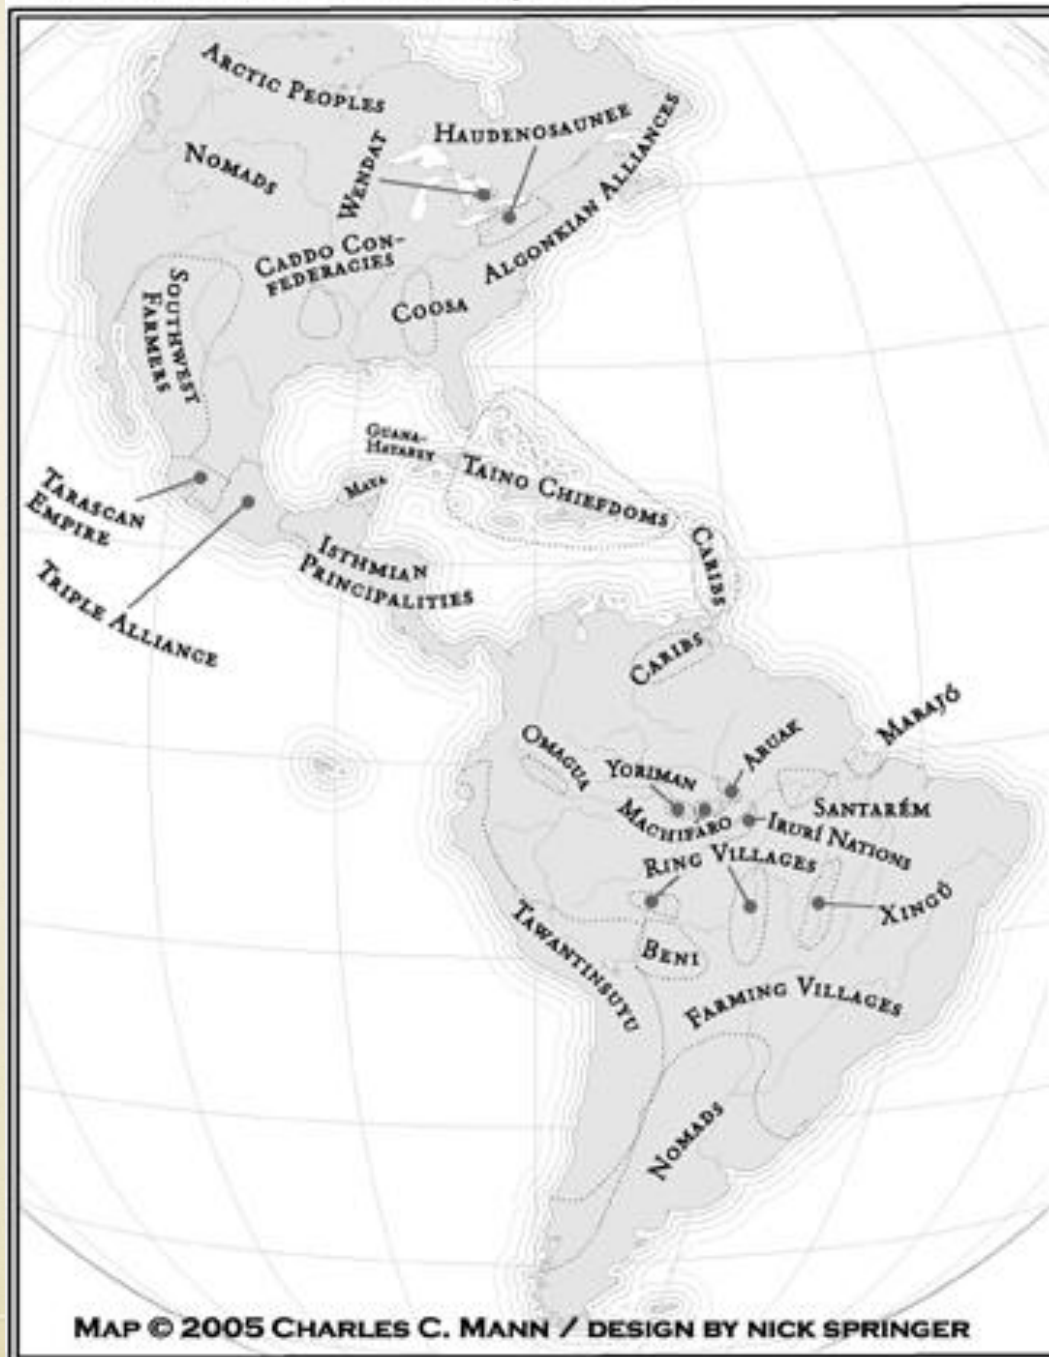 ARCTIC PEOPLES
HAUDENOSAUNEE
WENDAT
NOMADS
ALGONKIAN ALLIANCES
CADDO CON-
FEDERACIES
COOSA
SOUTHWEST
FARMERS
GUANA-
HATABEY
TAINO CHIEFDOMS
MAYA
TARASCAN
EMPIRE
CARIBS
ISTHMIAN
PRINCIPALITIES
TRIPLE ALLIANCE
CARIBS
MARAJÓ
OMAGUA
YORIMAN
ARUAK
MACHIFARO
SANTARÉM
IRURÍ NATIONS
RING VILLAGES
XINGÚ
TAWANTINSUYU
BENI
FARMING VILLAGES
NOMADS
MAP © 2005 CHARLES C. MANN / DESIGN BY NICK SPRINGER